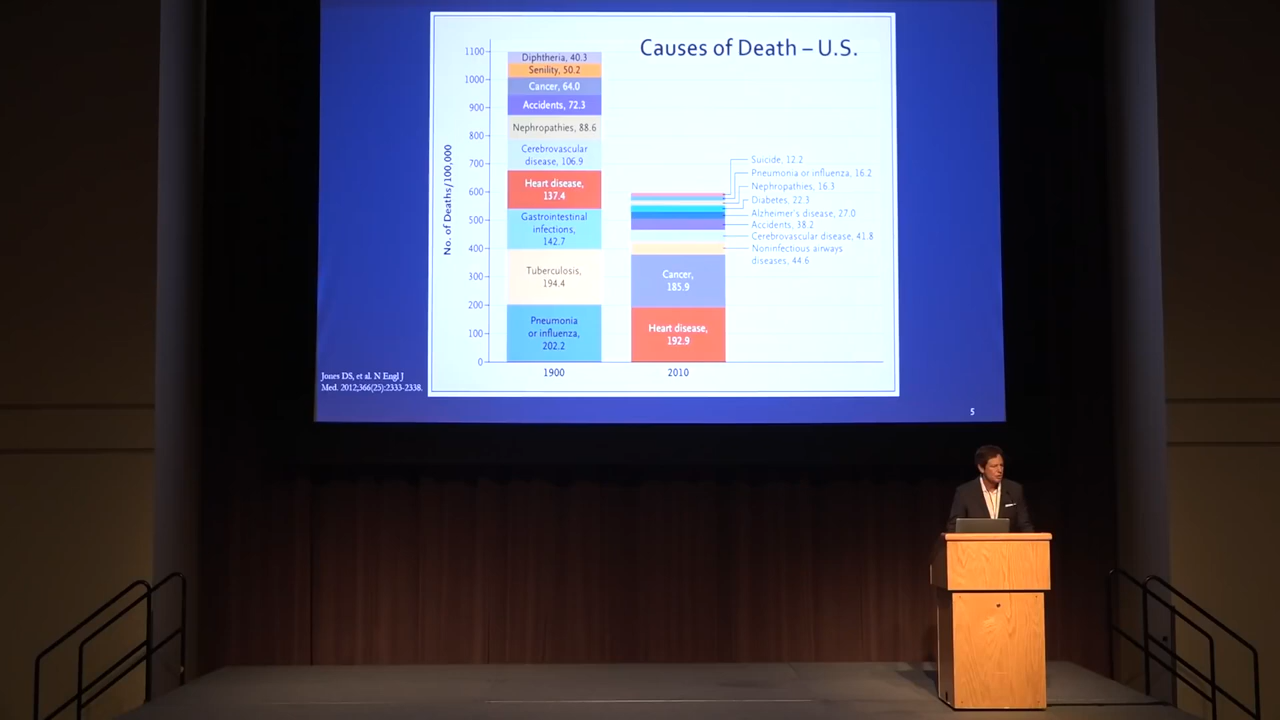 Causes of Death – U.S.
No. of Deaths/100,000
1100
1000
900
800
700
600
500
400
300
200
100
0
Diphtheria, 40.3
Senility, 50.2
Cancer, 64.0
Accidents, 72.3
Nephropathies, 88.6
Cerebrovascular
disease, 106.9
Heart disease,
137.4
Gastrointestinal
infections,
142.7
Tuberculosis,
194.4
Pneumonia
or influenza,
202.2
1900
Suicide, 12.2
Pneumonia or influenza, 16.2
Nephropathies, 16.3
Diabetes, 22.3
Alzheimer's disease, 27.0
Accidents, 38.2
Cerebrovascular disease, 41.8
Noninfectious airways
diseases, 44.6
Cancer,
185.9
Heart disease,
192.9
2010
Jones DS, et al. N Engl J
Med. 2012;366(25):2333-2338.
5